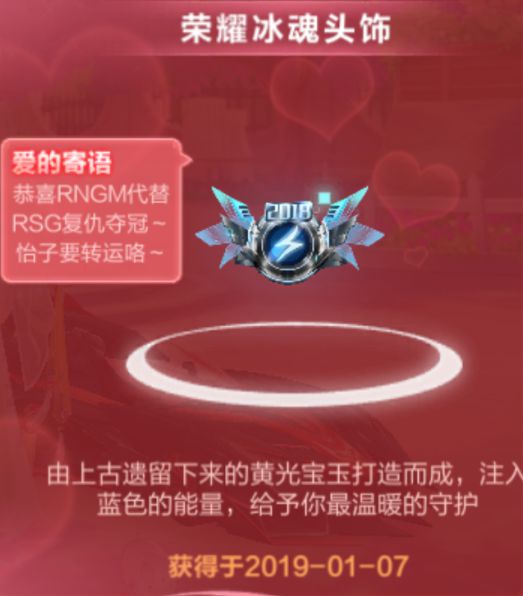 荣耀冰魂头饰
爱的寄语
恭喜RNGM代替
RSG复仇夺冠~
怡子要转运咯~
2018
由上古遗留下来的黄光宝玉打造而成，注入
蓝色的能量，给予你最温暖的守护
获得于2019-01-07